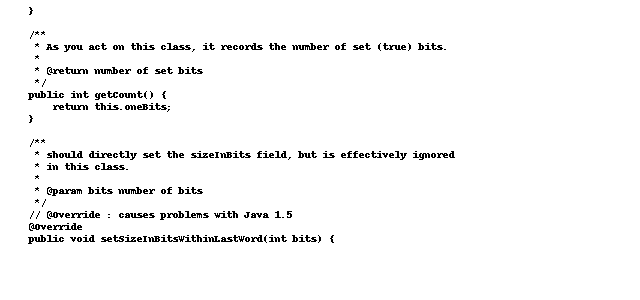 }

/**
 * As you act on this class, it records the number of set (true) bits.
 *
 * @return number of set bits
 */
public int getCount() {
    return this.oneBits;
}

/**
 * should directly set the sizeInBits field, but is effectively ignored
 * in this class.
 *
 * @param bits number of bits
 */
// @Override : causes problems with Java 1.5
@Override
public void setSizeInBitsWithinLastWord(int bits) {